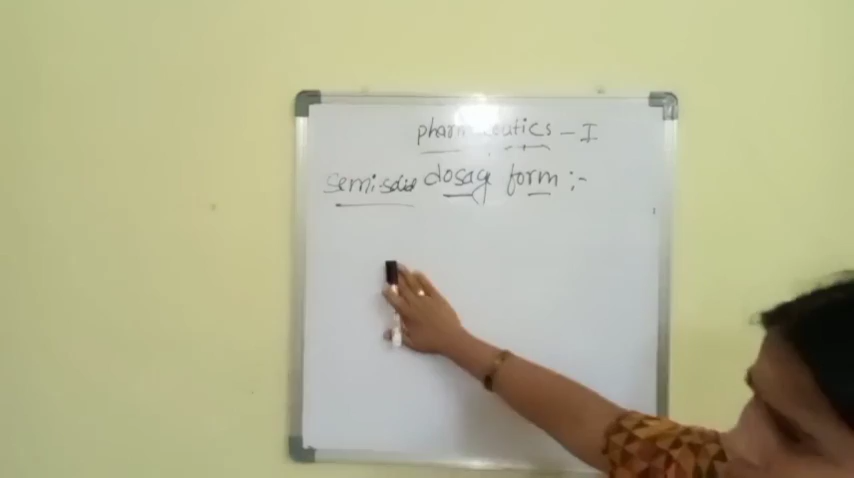 pharmaceutics - I
semisolid dosage form :-